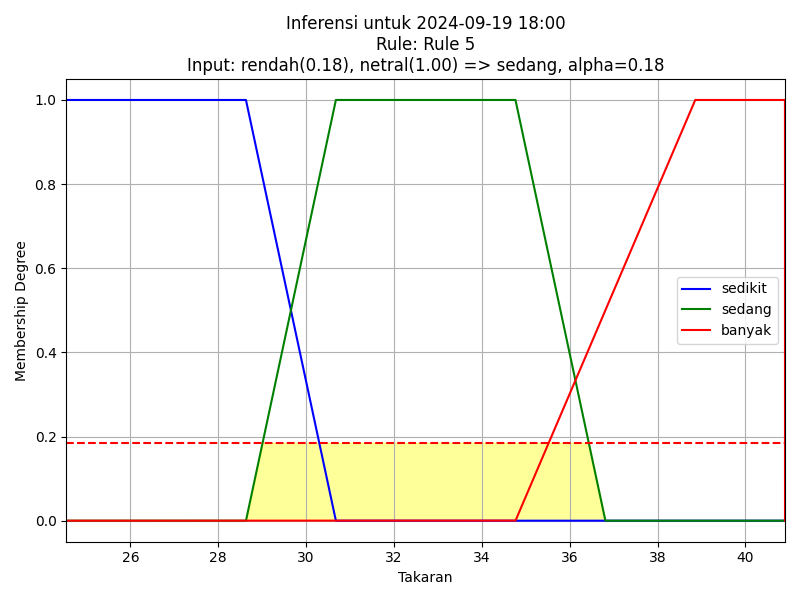 Inferensi untuk 2024-09-19 18:00
Rule: Rule 5
Input: rendah(0.18), netral(1.00) => sedang, alpha=0.18
1.0
0.8
0.6
0.4
0.2
0.0
Membership Degree
sedikit
sedang
banyak
26 28 30 32 34 36 38 40
Takaran